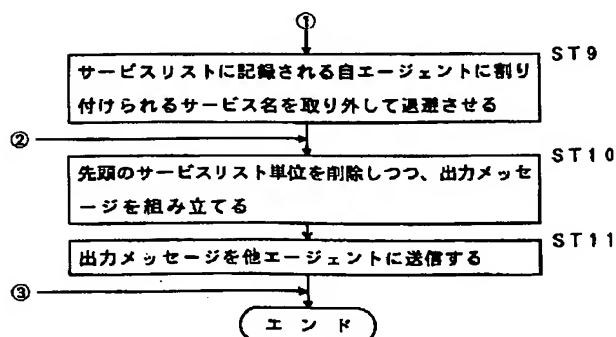 ①
ST9
サービスリストに記録される自エージェントに割り
付けられるサービス名を取り外して退避させる
②
ST10
先頭のサービスリスト単位を削除しつつ、出力メッセ
ージを組み立てる
ST11
出力メッセージを他エージェントに送信する
③
エンド